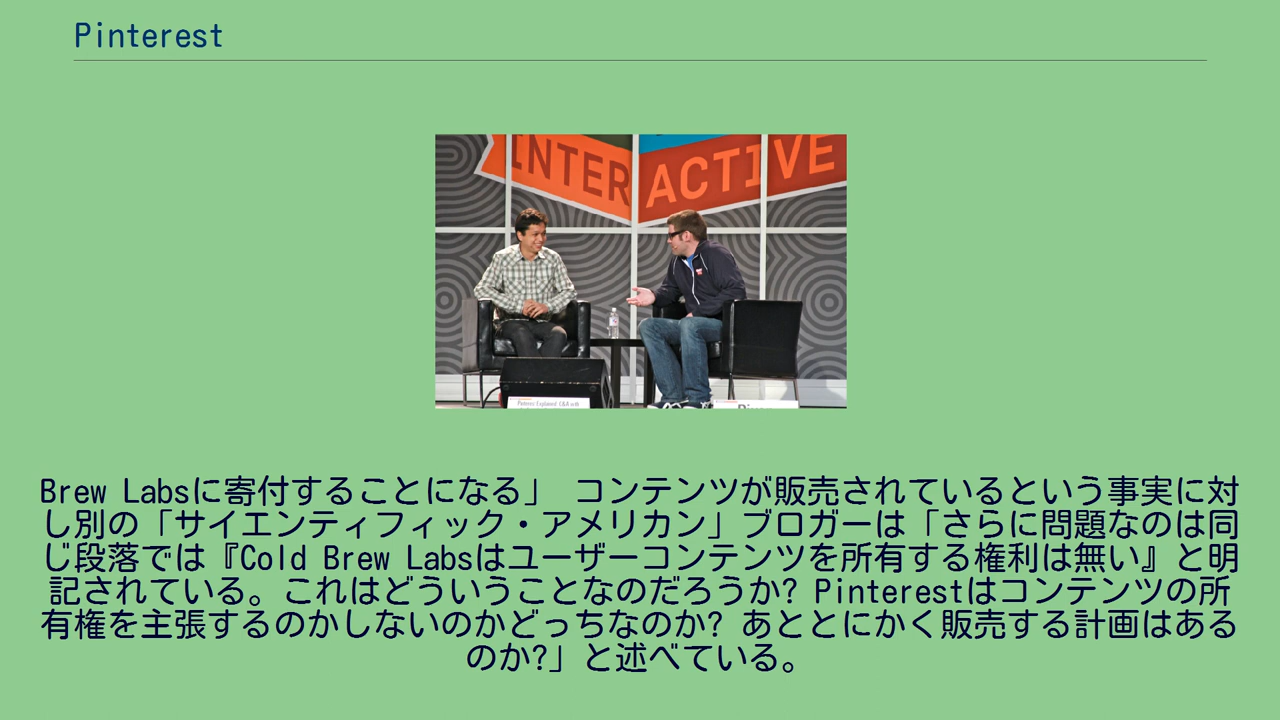 Pinterest
INTERACTIVE
Pinterest Explained: Q&A with
Brew Labsに寄付することになる」 コンテンツが販売されているという事実に対
し別の「サイエンティフィック・アメリカン」ブロガーは「さらに問題なのは同
じ段落では『Cold Brew Labsはユーザーコンテンツを所有する権利は無い』と明
記されている。これはどういうことなのだろうか? Pinterestはコンテンツの所
有権を主張するのかしないのかどっちなのか? あととにかく販売する計画はある
のか?」と述べている。